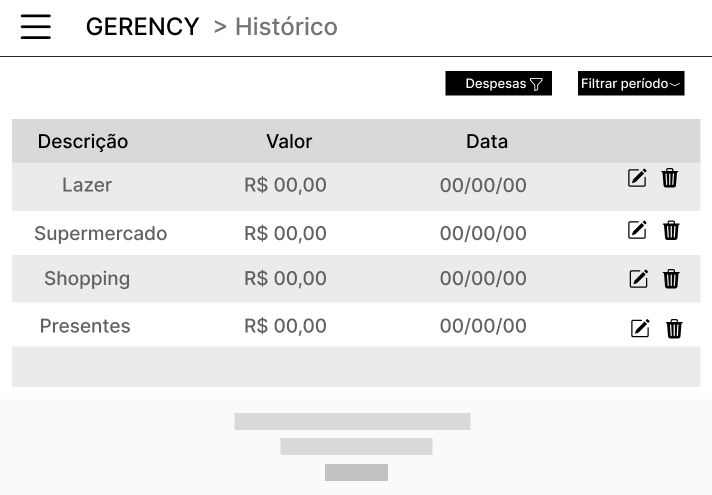 GERENCY > Histórico
Despesas Filtrar período
Descrição Valor Data
Lazer R$ 00,00 00/00/00
Supermercado R$ 00,00 00/00/00
Shopping R$ 00,00 00/00/00
Presentes R$ 00,00 00/00/00